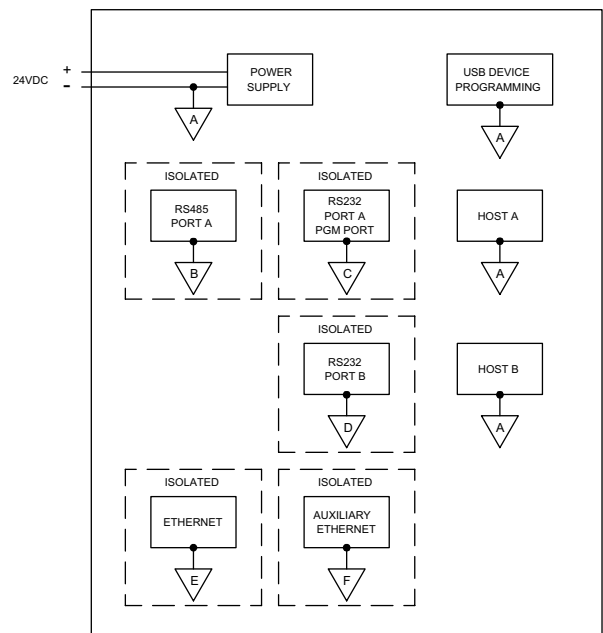 24VDC
+
-
POWER
SUPPLY
A
USB DEVICE
PROGRAMMING
A
ISOLATED
RS485
PORT A
B
ISOLATED
RS232
PORT A
PGM PORT
C
HOST A
A
ISOLATED
RS232
PORT B
D
HOST B
A
ISOLATED
ETHERNET
E
ISOLATED
AUXILIARY
ETHERNET
F